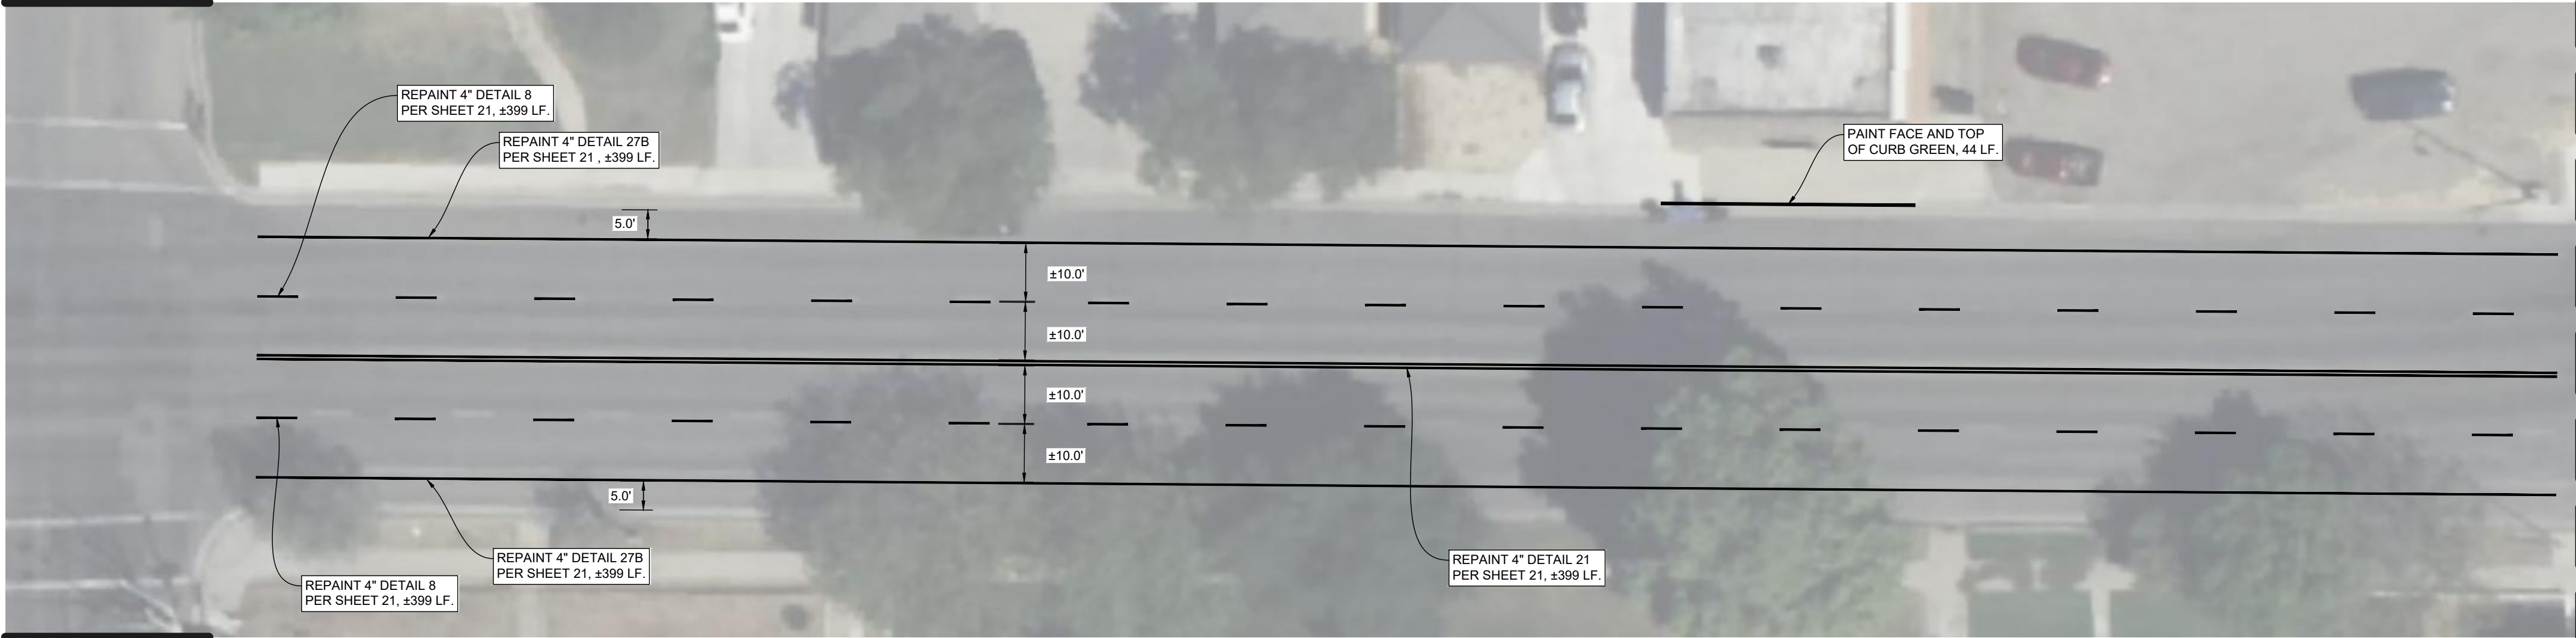 REPAINT 4" DETAIL 8
PER SHEET 21, ±399 LF.
REPAINT 4" DETAIL 27B
PER SHEET 21 , ±399 LF.
PAINT FACE AND TOP
OF CURB GREEN, 44 LF.
5.0'
±10.0'
±10.0'
±10.0'
±10.0'
5.0'
REPAINT 4" DETAIL 27B
PER SHEET 21, ±399 LF.
REPAINT 4" DETAIL 21
PER SHEET 21, ±399 LF.
REPAINT 4" DETAIL 8
PER SHEET 21, ±399 LF.